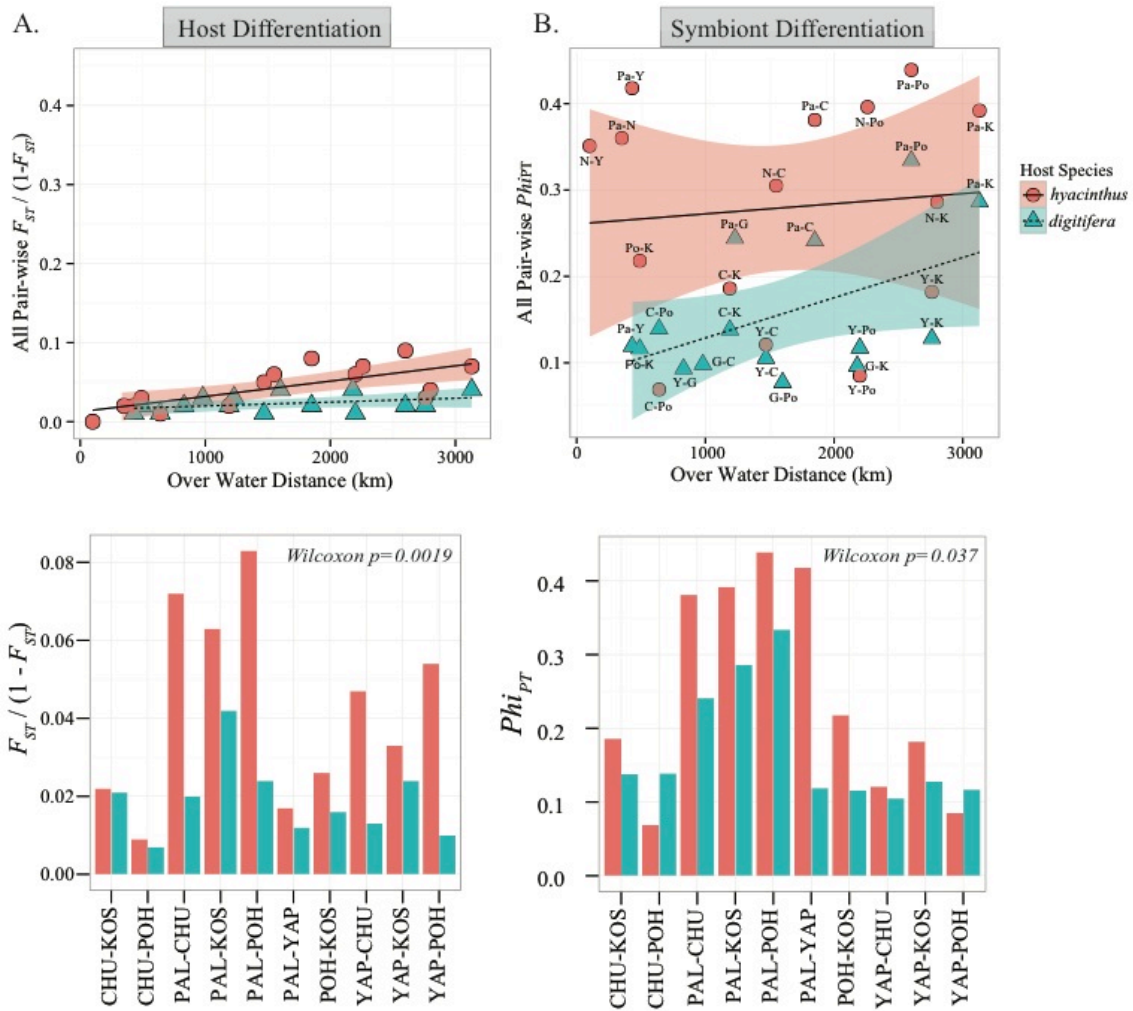 A.
Host Differentiation
B.
Symbiont Differentiation
All Pair-wise F_ST / (1-F_ST)
0.4
0.3
0.2
0.1
0.0
0
1000
2000
3000
Over Water Distance (km)
All Pair-wise PhiPT
0.4
0.3
0.2
0.1
Pa-Y
Pa-N
N-Y
Pa-Po
Pa-C
N-Po
Pa-K
N-C
Pa-Po
Pa-K
Pa-G
Pa-C
N-K
Po-K
C-K
Y-K
C-Po
C-K
Pa-Y
Y-C
Y-Po
Y-K
Po-K
G-C
Y-C
G-K
Y-G
G-Po
Y-Po
C-Po
0
1000
2000
3000
Over Water Distance (km)
Host Species
hyacinthus
digitifera
Wilcoxon p=0.0019
F_ST / (1 - F_ST)
0.08
0.06
0.04
0.02
0.00
CHU-KOS
CHU-POH
PAL-CHU
PAL-KOS
PAL-POH
PAL-YAP
POH-KOS
YAP-CHU
YAP-KOS
YAP-POH
Wilcoxon p=0.037
Phi_PT
0.4
0.3
0.2
0.1
0.0
CHU-KOS
CHU-POH
PAL-CHU
PAL-KOS
PAL-POH
PAL-YAP
POH-KOS
YAP-CHU
YAP-KOS
YAP-POH